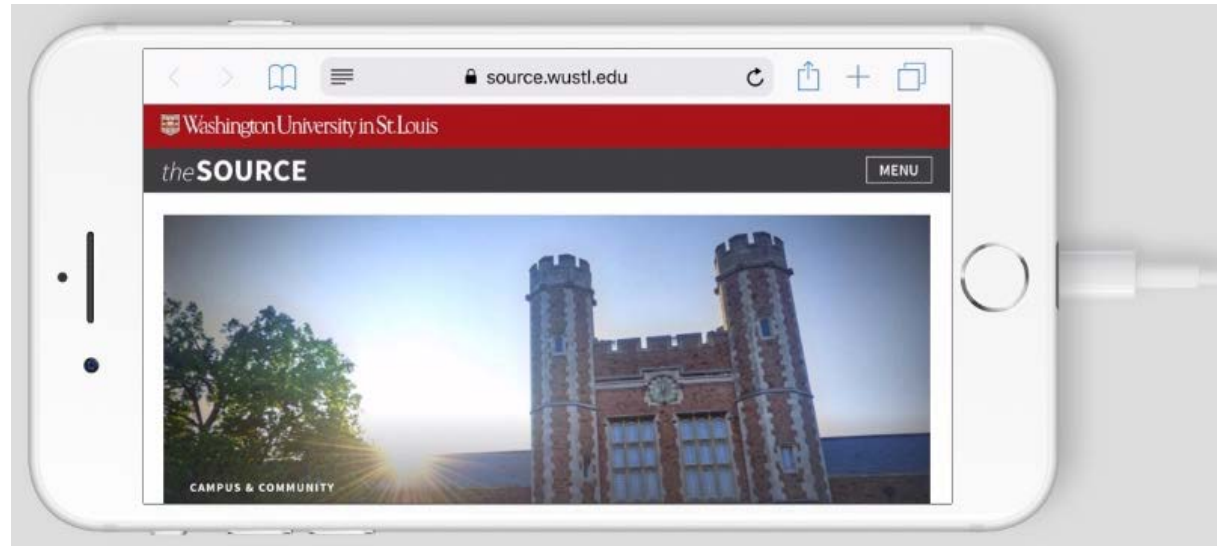 source.wustl.edu
Washington University in St. Louis
the SOURCE
MENU
CAMPUS & COMMUNITY